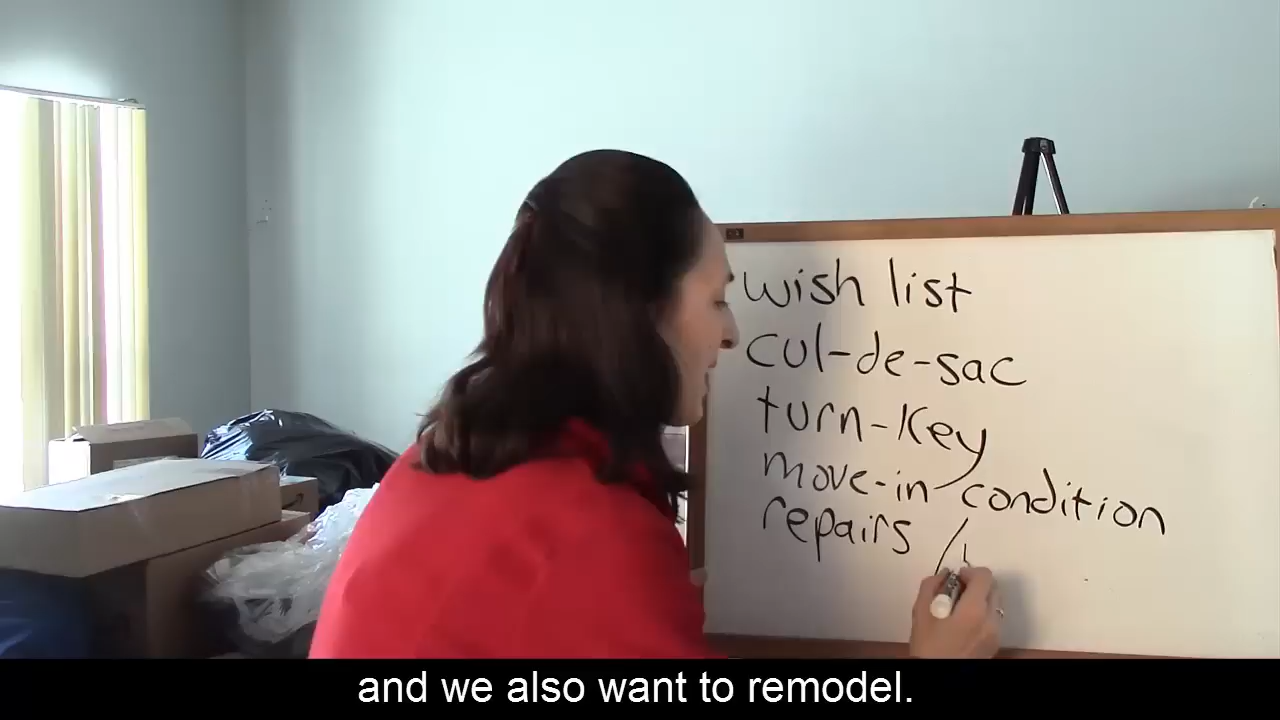 wish list
cul-de-sac
turn-key
move-in condition
repairs /
and we also want to remodel.